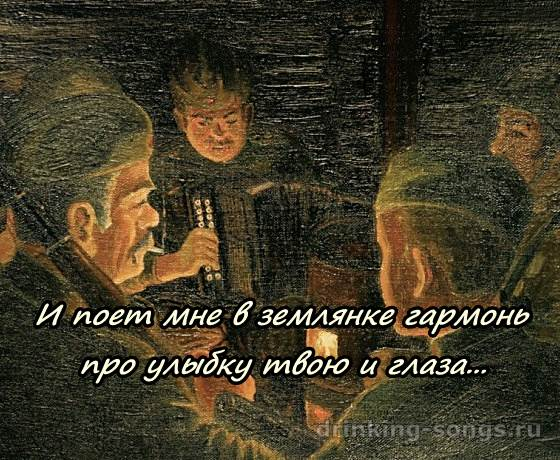 И поет мне в землянке гармонь
про улыбку твою и глаза...
drinking-songs.ru